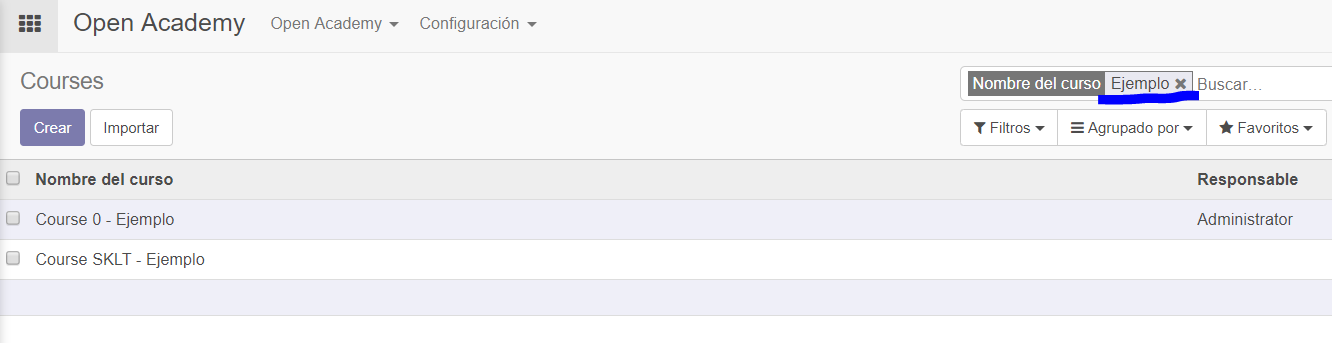 Open Academy Open Academy Configuración
Courses
Nombre del curso Ejemplo Buscar...
Crear Importar
Filtros Agrupado por Favoritos
Nombre del curso Responsable
Course 0 - Ejemplo Administrator
Course SKLT - Ejemplo